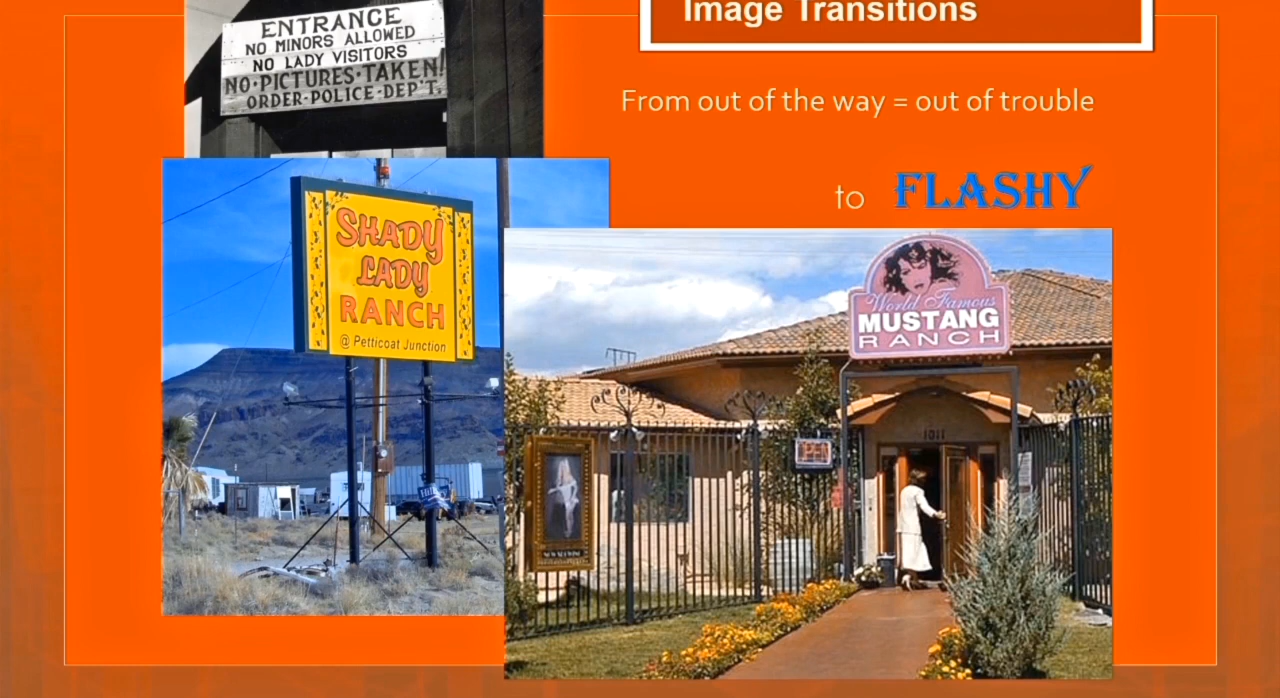 Image Transitions
ENTRANCE
NO MINORS ALLOWED
NO LADY VISITORS
NO·PICTURES·TAKEN!
ORDER-POLICE-DEP'T.
From out of the way = out of trouble
to FLASHY
SHADY
LADY
RANCH
@ Petticoat Junction
World Famous
MUSTANG
RANCH
1011
OPEN